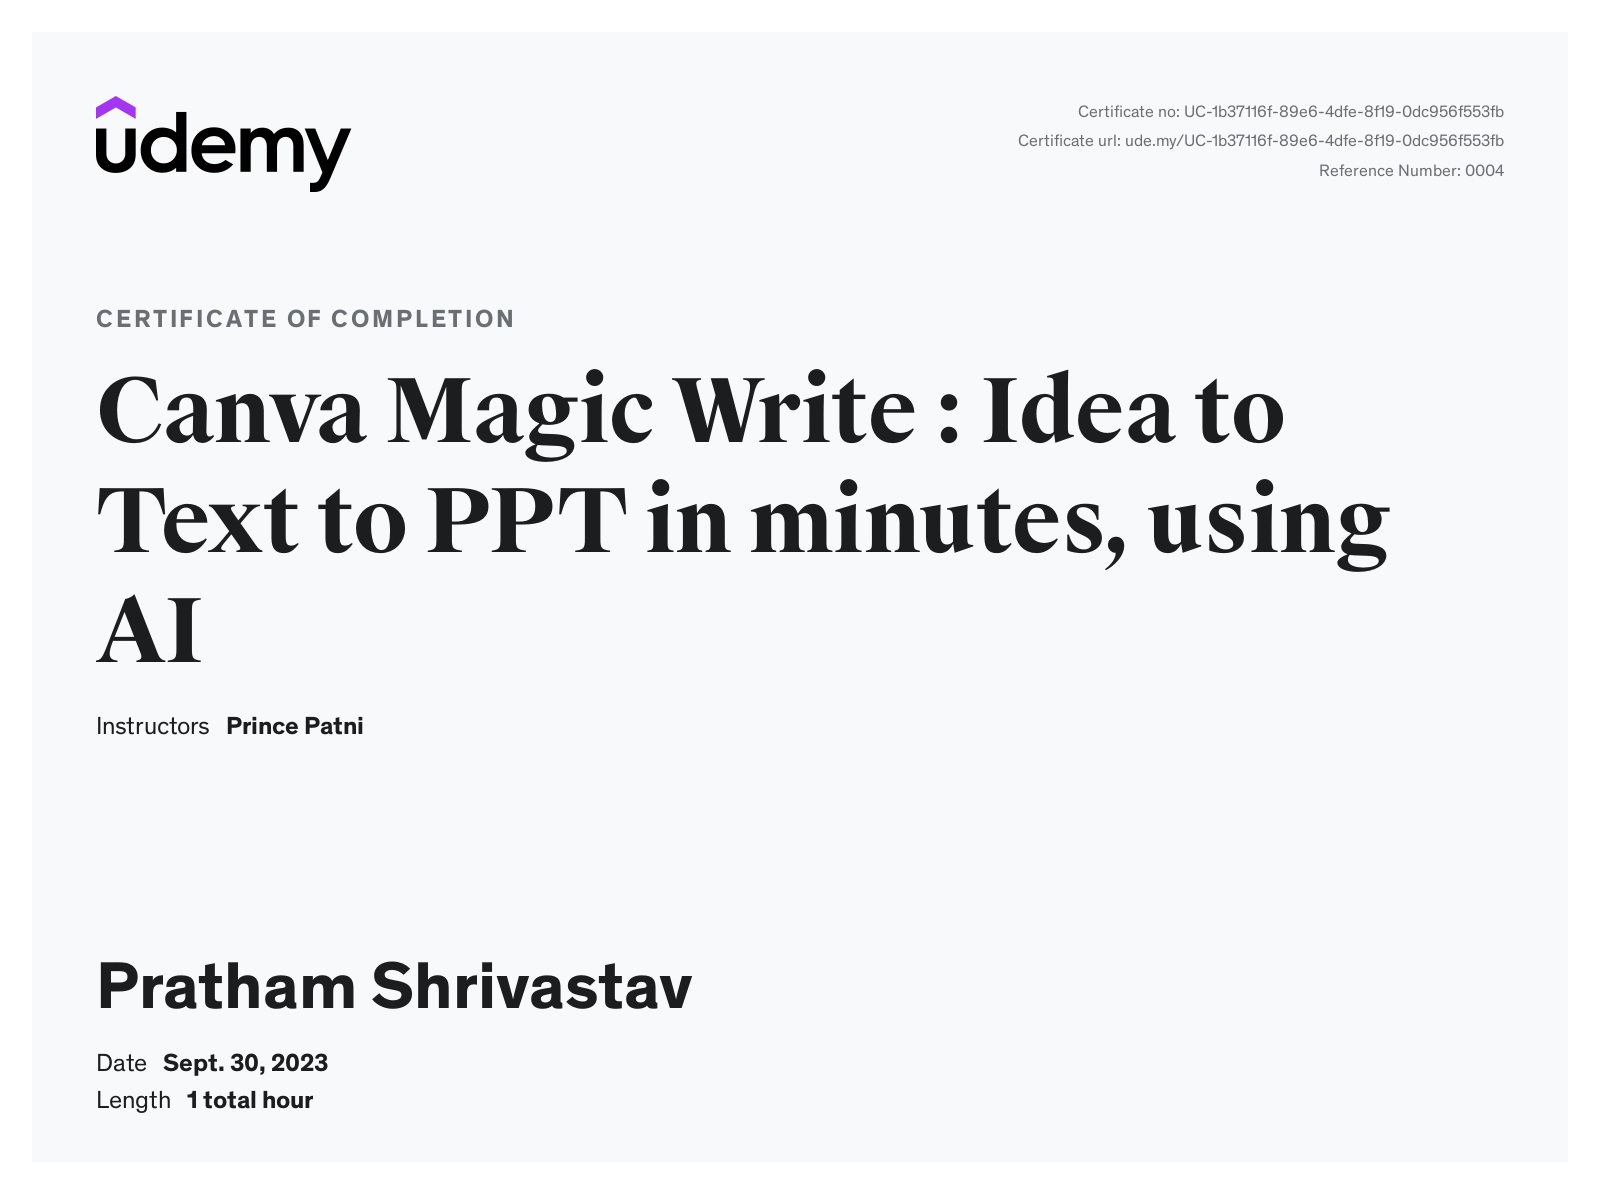 udemy
Certificate no: UC-1b37116f-89e6-4dfe-8f19-0dc956f553fb
Certificate url: ude.my/UC-1b37116f-89e6-4dfe-8f19-0dc956f553fb
Reference Number: 0004
CERTIFICATE OF COMPLETION
Canva Magic Write : Idea to
Text to PPT in minutes, using
AI
Instructors Prince Patni
Pratham Shrivastav
Date Sept. 30, 2023
Length 1 total hour